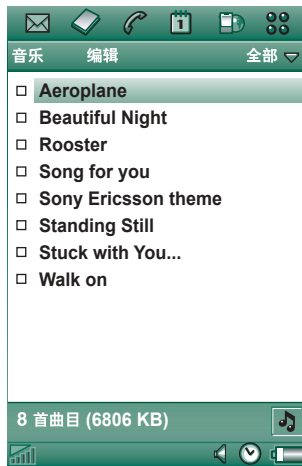 1
音乐 编辑 全部
Aeroplane
Beautiful Night
Rooster
Song for you
Sony Ericsson theme
Standing Still
Stuck with You...
Walk on
8 首曲目 (6806 KB)